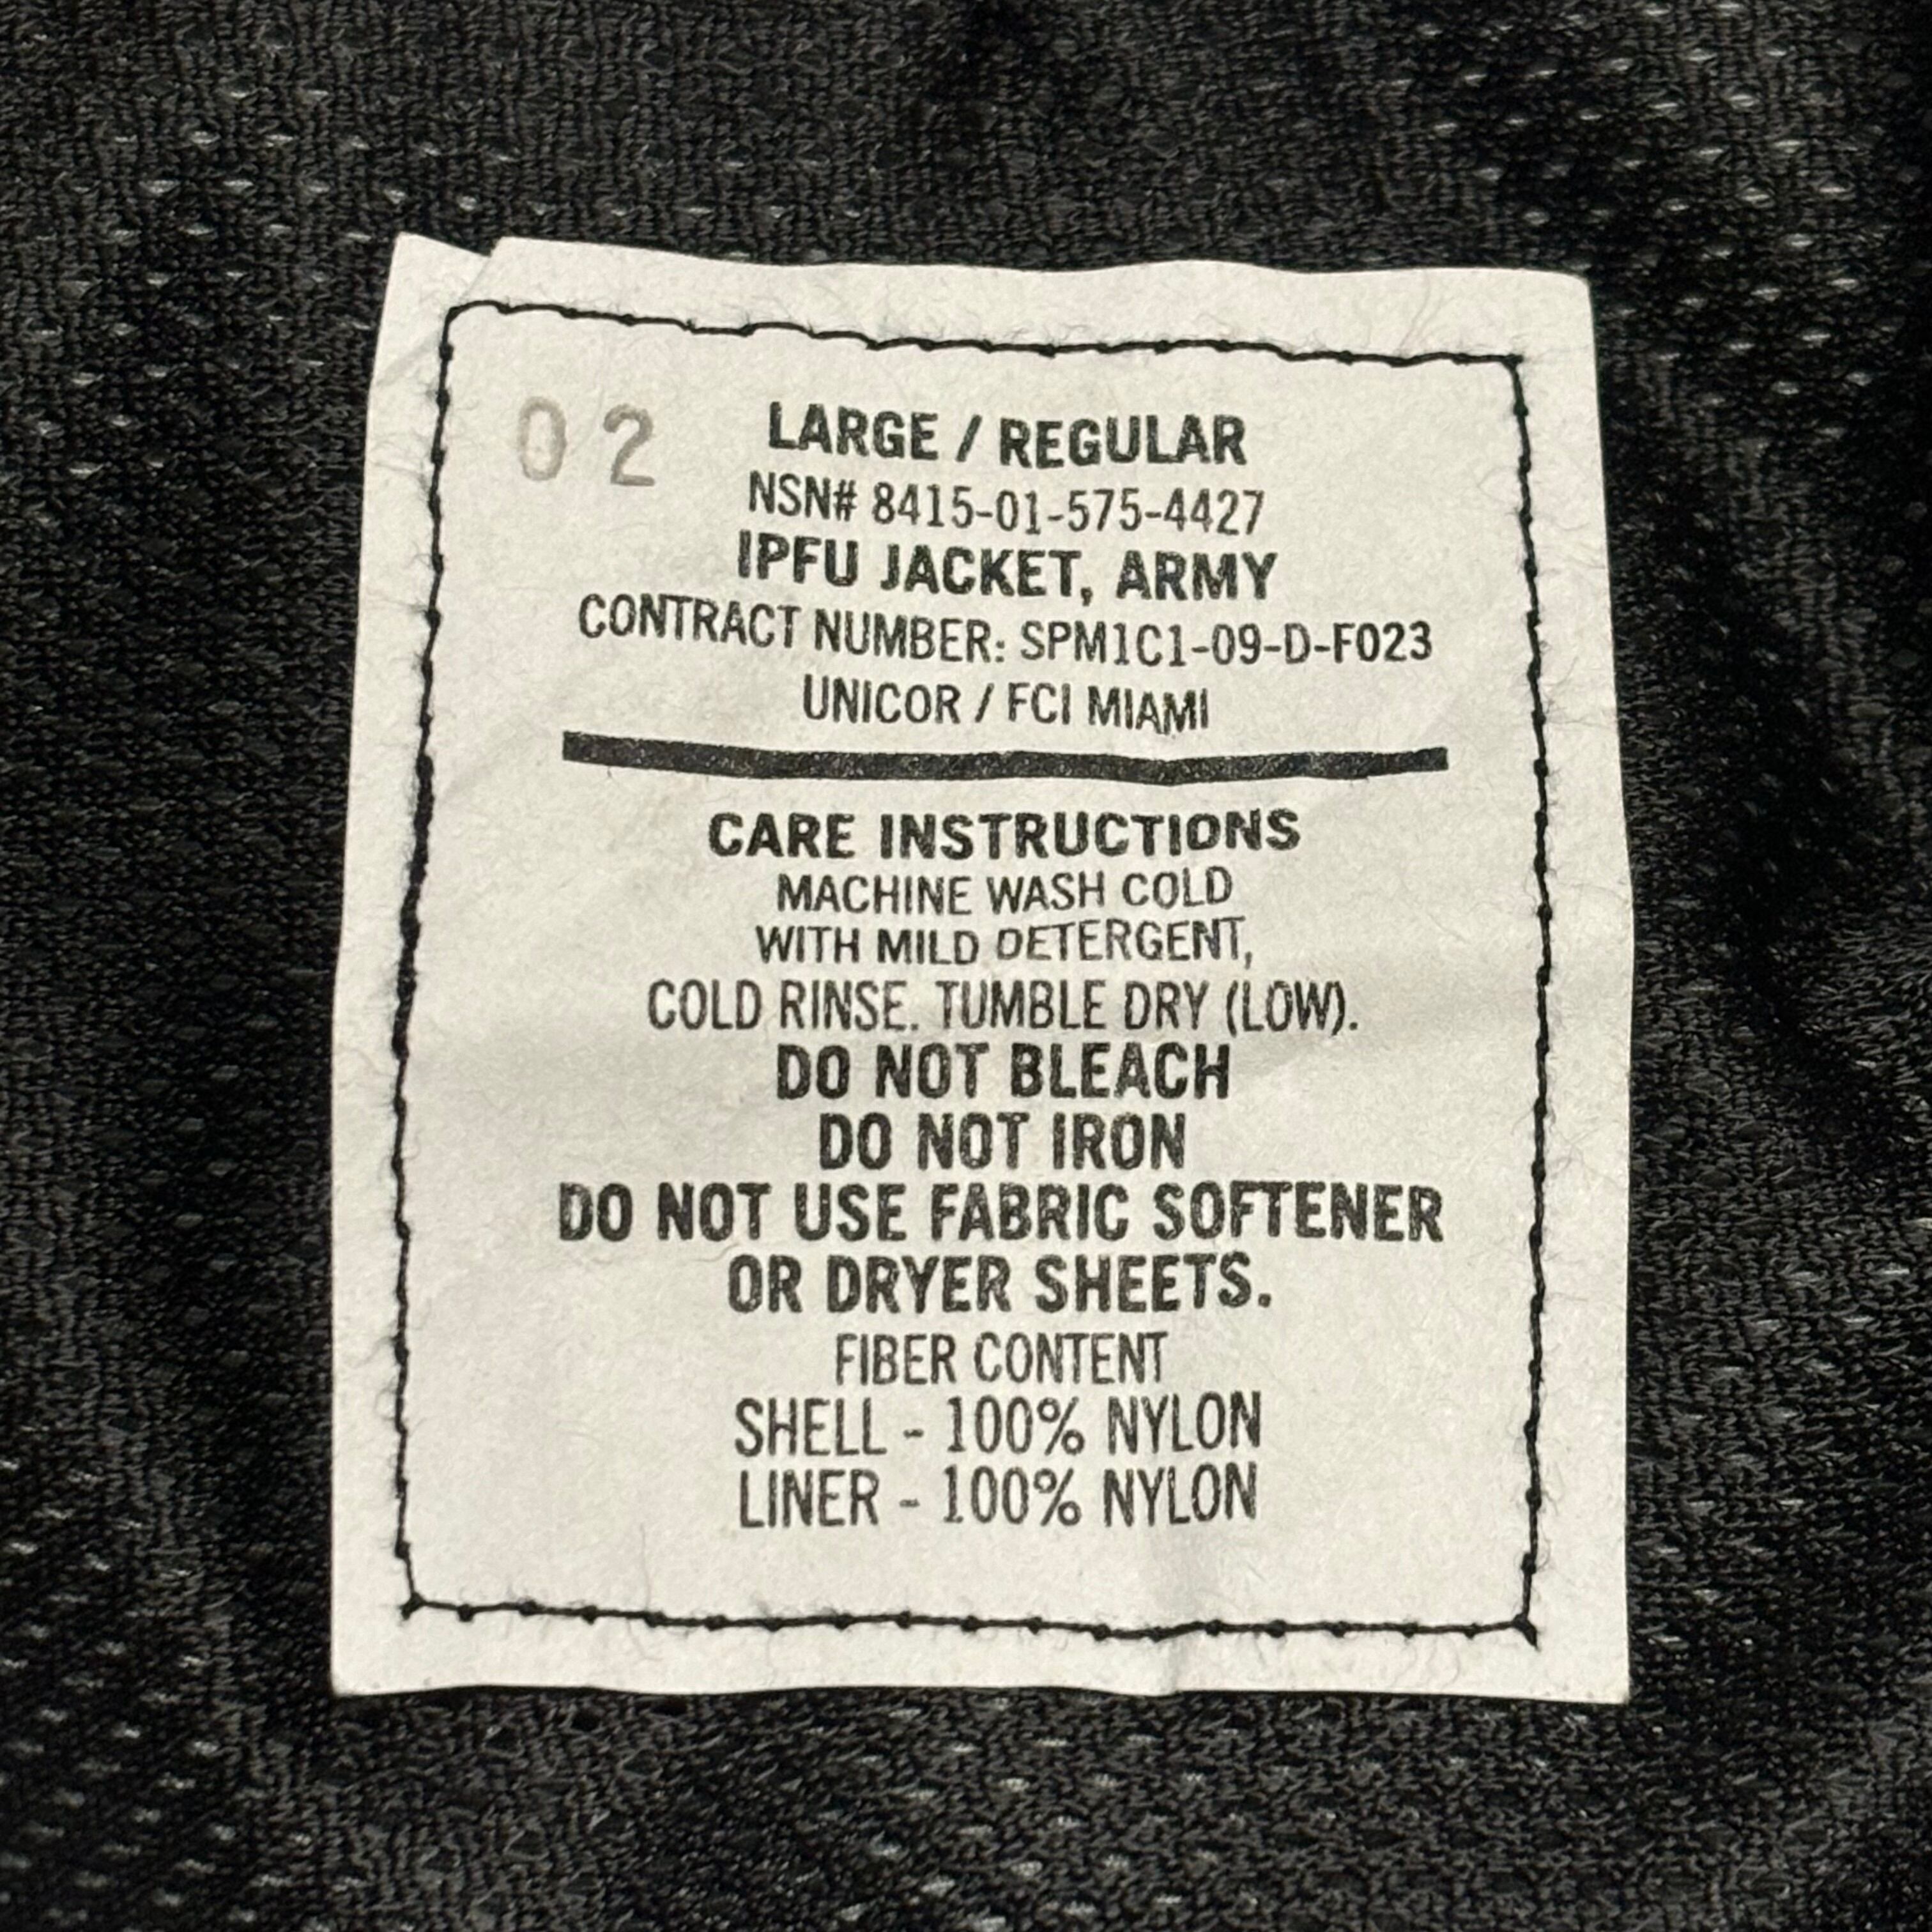 02
LARGE / REGULAR
NSN# 8415-01-575-4427
IPFU JACKET, ARMY
CONTRACT NUMBER: SPM1C1-09-D-F023
UNICOR / FCI MIAMI
CARE INSTRUCTIONS
MACHINE WASH COLD
WITH MILD DETERGENT,
COLD RINSE. TUMBLE DRY (LOW).
DO NOT BLEACH
DO NOT IRON
DO NOT USE FABRIC SOFTENER
OR DRYER SHEETS.
FIBER CONTENT
SHELL - 100% NYLON
LINER - 100% NYLON